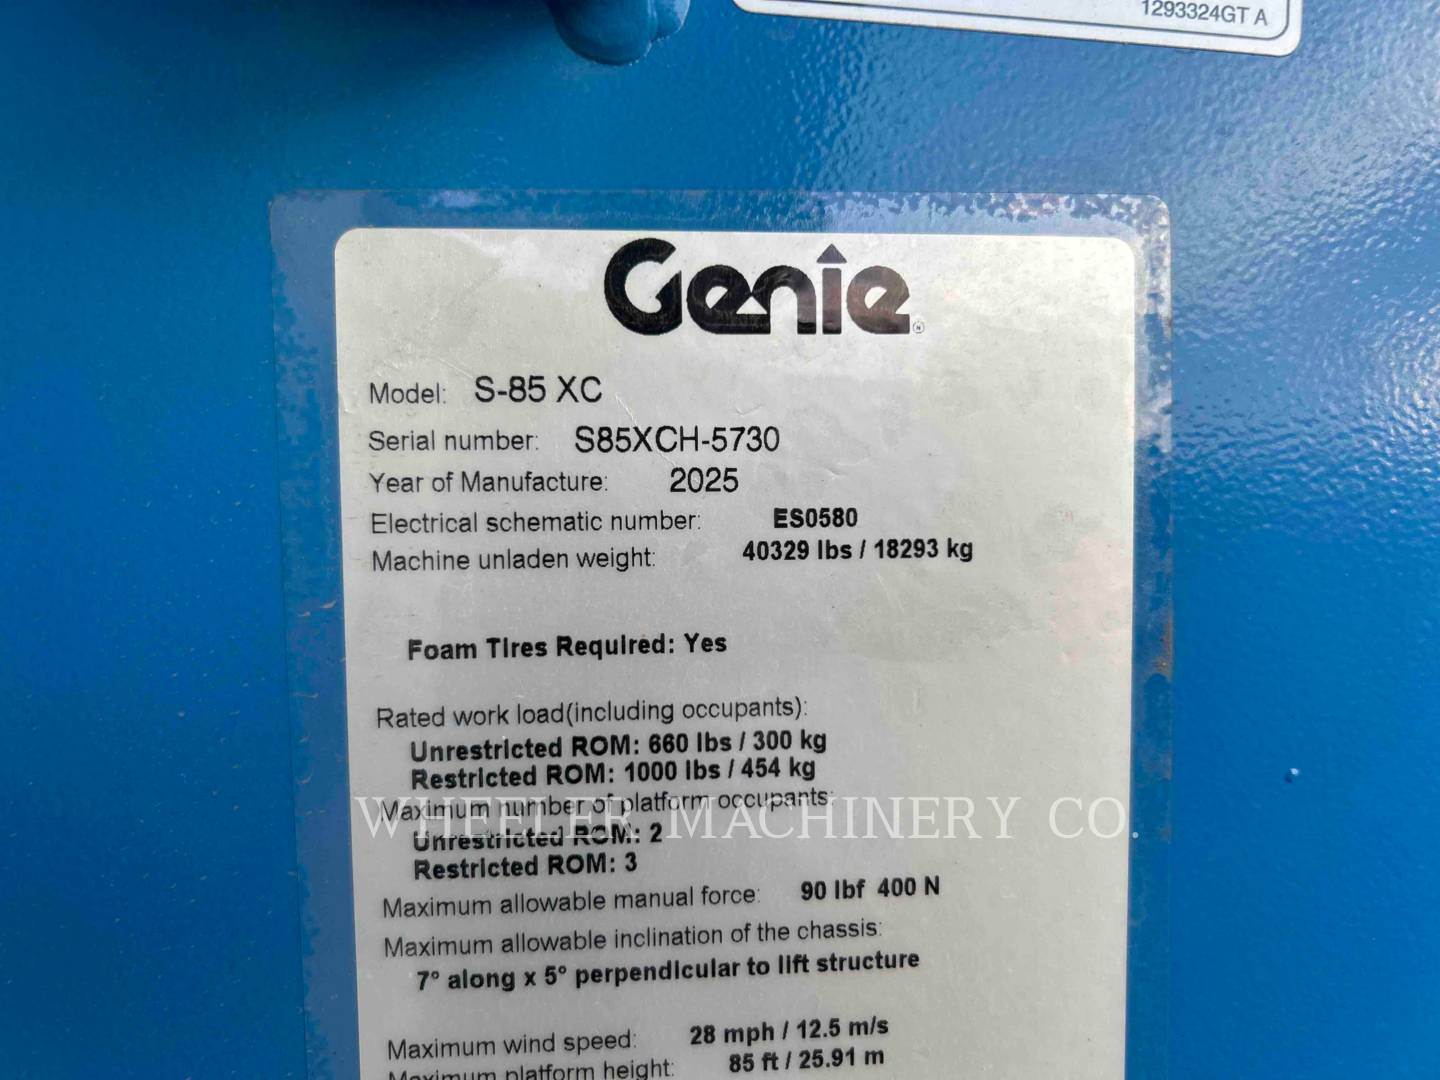 1293324GT A
Genie
Model: S-85 XC
Serial number: S85XCH-5730
Year of Manufacture: 2025
Electrical schematic number: ES0580
Machine unladen weight: 40329 lbs / 18293 kg
Foam Tires Required: Yes
Rated work load(including occupants):
Unrestricted ROM: 660 lbs / 300 kg
Restricted ROM: 1000 lbs / 454 kg
Maximum number of platform occupants:
WHEELER MACHINERY CO.
Unrestricted ROM: 2
Restricted ROM: 3
Maximum allowable manual force: 90 lbf 400 N
Maximum allowable inclination of the chassis:
7° along x 5° perpendicular to lift structure
Maximum wind speed: 28 mph / 12.5 m/s
Maximum platform height: 85 ft / 25.91 m